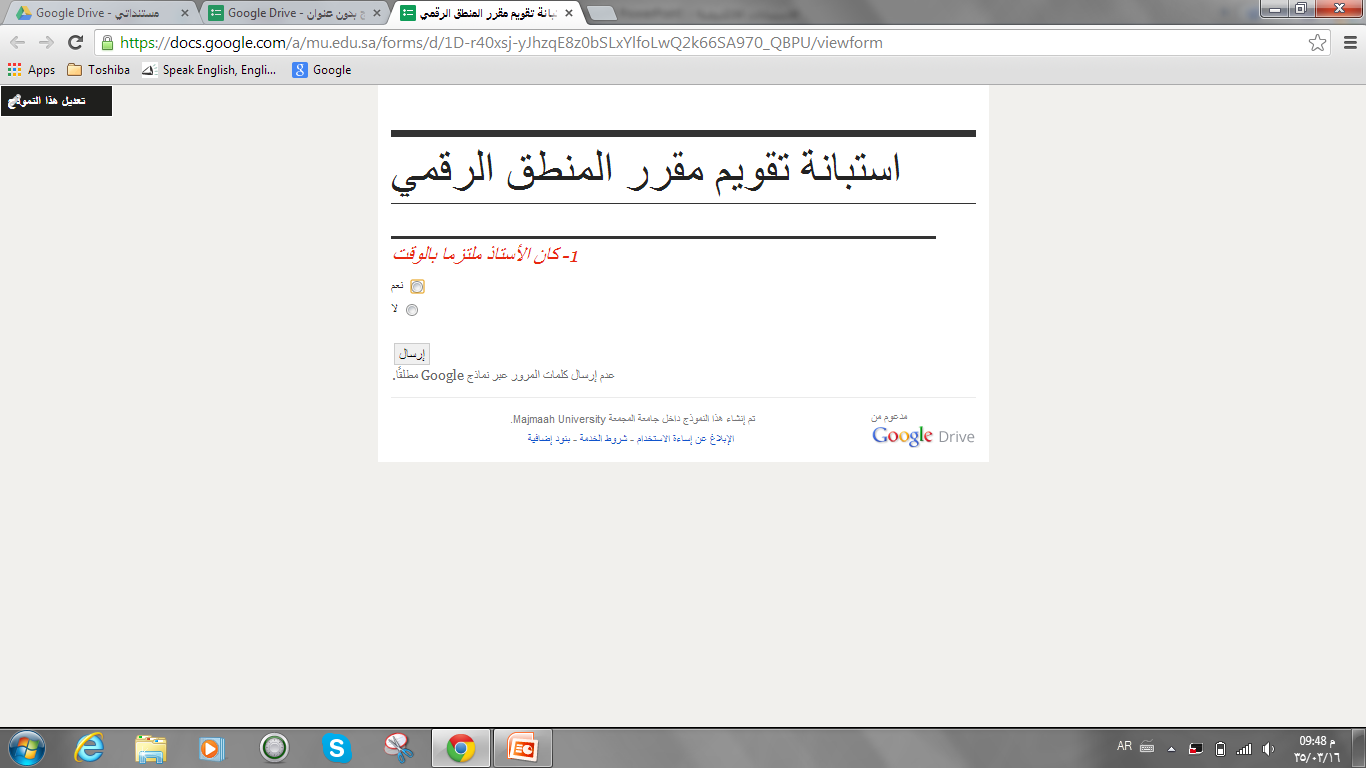 Google Drive - مستنداتي
Google Drive - ج بدون عنوان
تبانة تقويم مقرر المنطق الرقمي
https://docs.google.com/a/mu.edu.sa/forms/d/1D-r40xsj-yJhzqE8z0bSLxYlfoLwQ2k66SA970_QBPU/viewform
Apps Toshiba Speak English, Engli... Google
تعديل هذا النموذج
استبانة تقويم مقرر المنطق الرقمي
1- كان الأستاذ ملتزما بالوقت
نعم
لا
إرسال
عدم إرسال كلمات المرور عبر نماذج Google مطلقًا.
مدعوم من
Google Drive
تم إنشاء هذا النموذج داخل جامعة المجمعة Majmaah University.
الإبلاغ عن إساءة الاستخدام - شروط الخدمة - بنود إضافية
AR
09:48 م
٣٥/٠٣/١٦